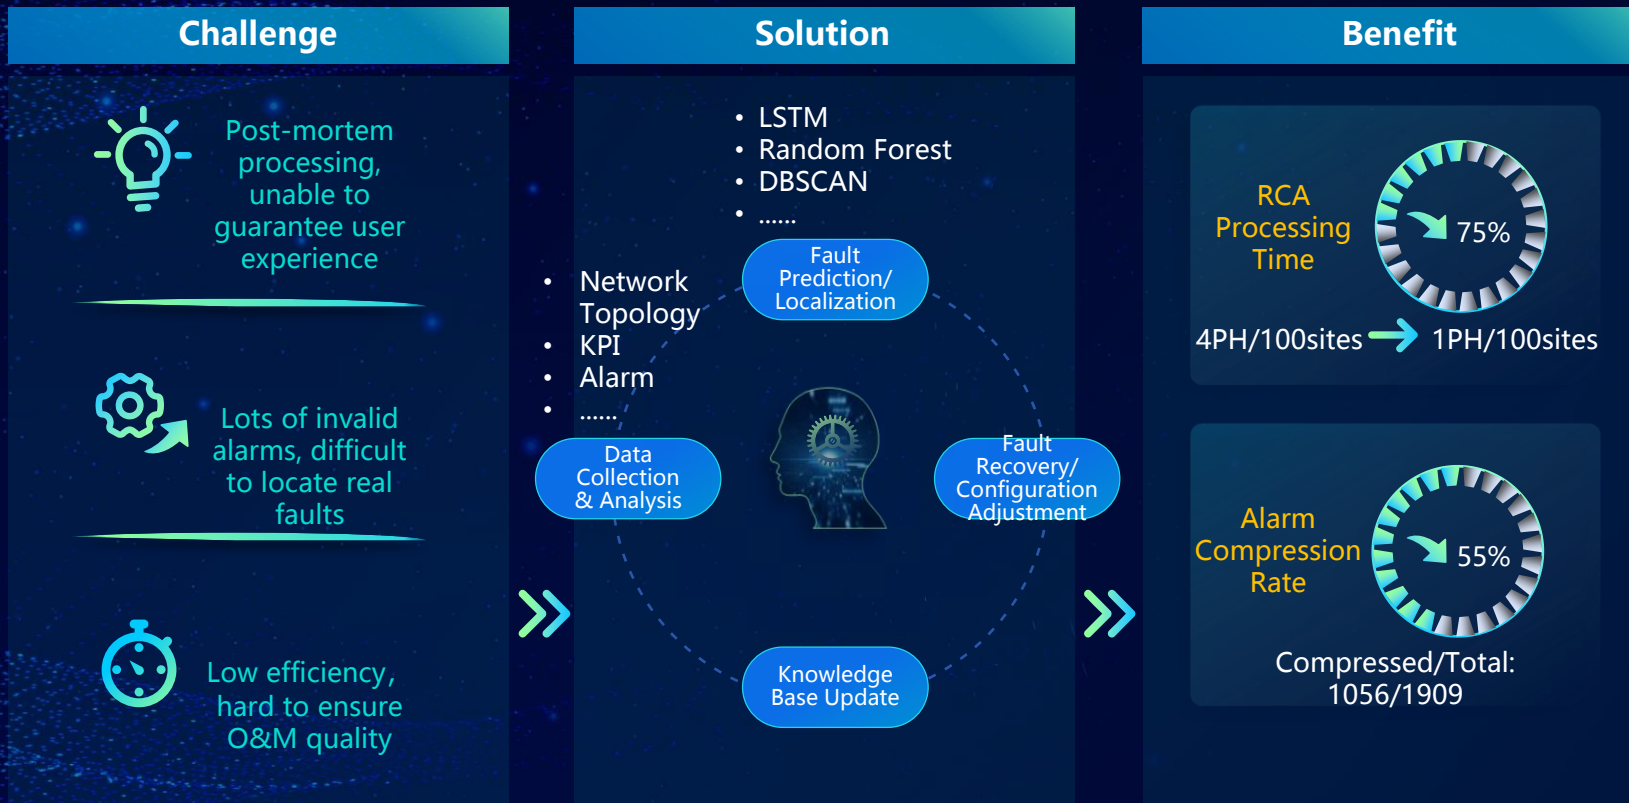 Challenge
Post-mortem
processing,
unable to
guarantee user
experience
Lots of invalid
alarms, difficult
to locate real
faults
Low efficiency,
hard to ensure
O&M quality
Solution
• LSTM
• Random Forest
• DBSCAN
• ......
Fault
Prediction/
Localization
• Network
Topology
• KPI
• Alarm
• ......
Data
Collection
& Analysis
Fault
Recovery/
Configuration
Adjustment
Knowledge
Base Update
Benefit
RCA
Processing
Time
75%
4PH/100sites
1PH/100sites
Alarm
Compression
Rate
55%
Compressed/Total:
1056/1909